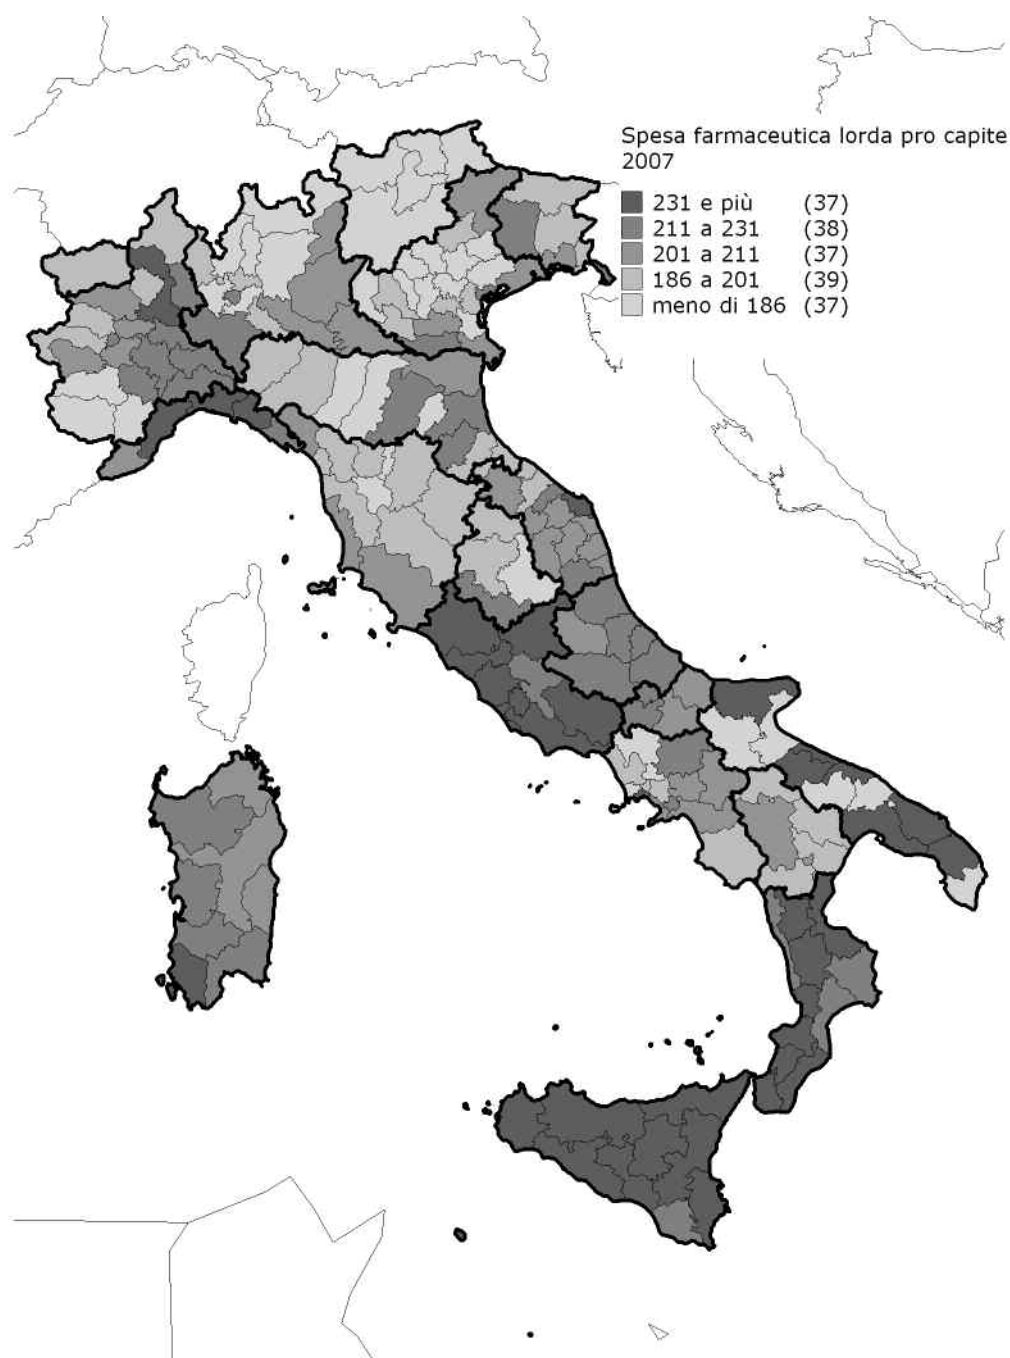 Spesa farmaceutica lorda pro capite
2007
231 e più (37)
211 a 231 (38)
201 a 211 (37)
186 a 201 (39)
meno di 186 (37)